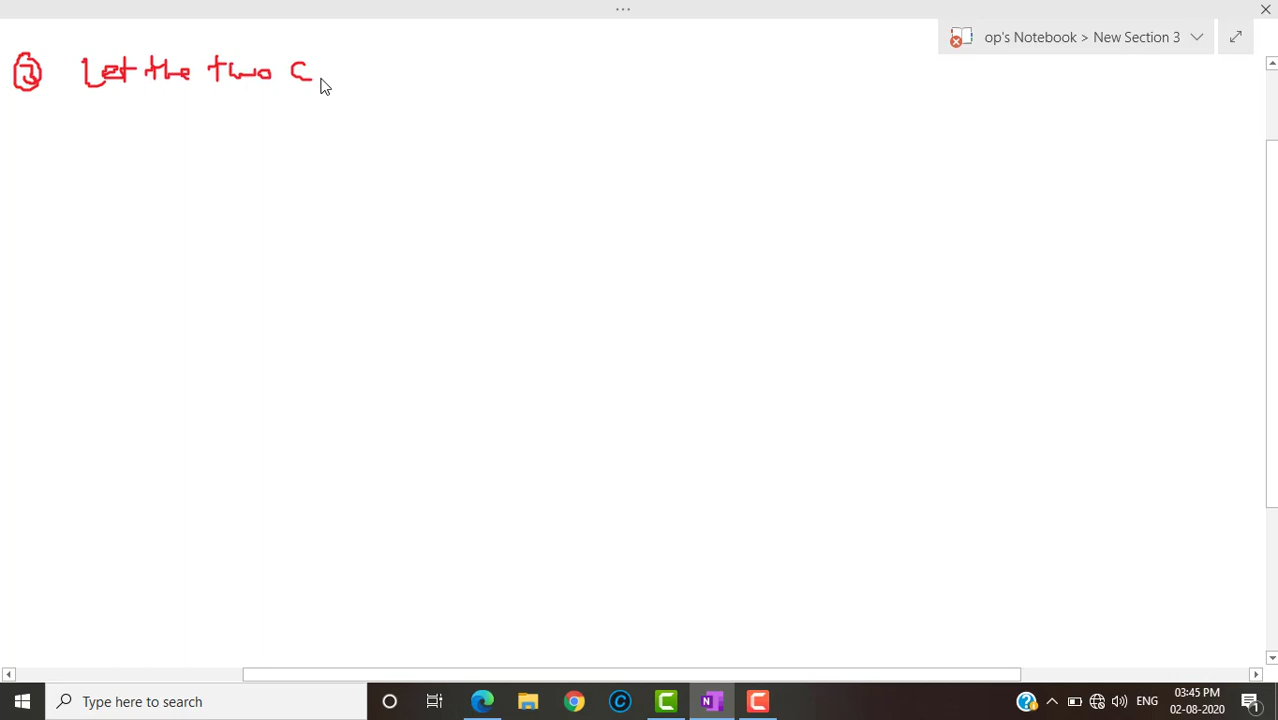 op's Notebook > New Section 3
③ Let the two C
Type here to search
ENG
03:45 PM
02-08-2020
1